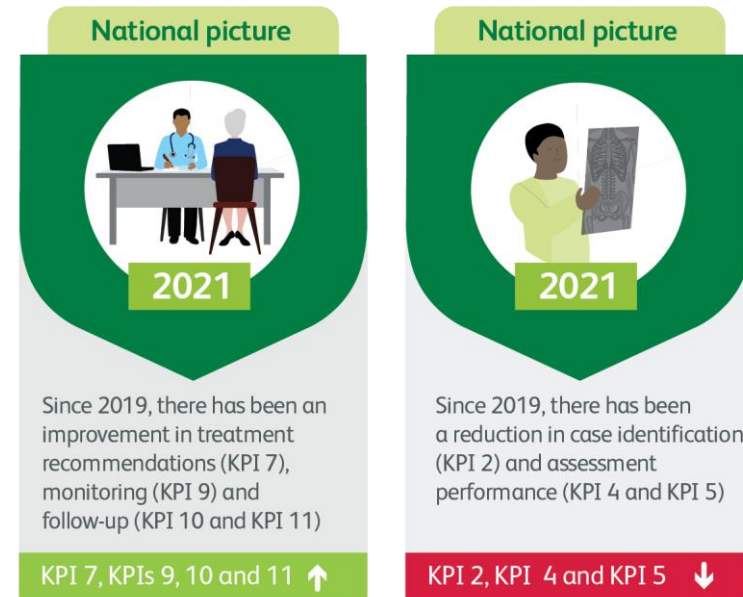 National picture
2021
Since 2019, there has been an
improvement in treatment
recommendations (KPI 7),
monitoring (KPI 9) and
follow-up (KPI 10 and KPI 11)
KPI 7, KPIs 9, 10 and 11 ↑
National picture
2021
Since 2019, there has been
a reduction in case identification
(KPI 2) and assessment
performance (KPI 4 and KPI 5)
KPI 2, KPI  4 and KPI 5 ↓